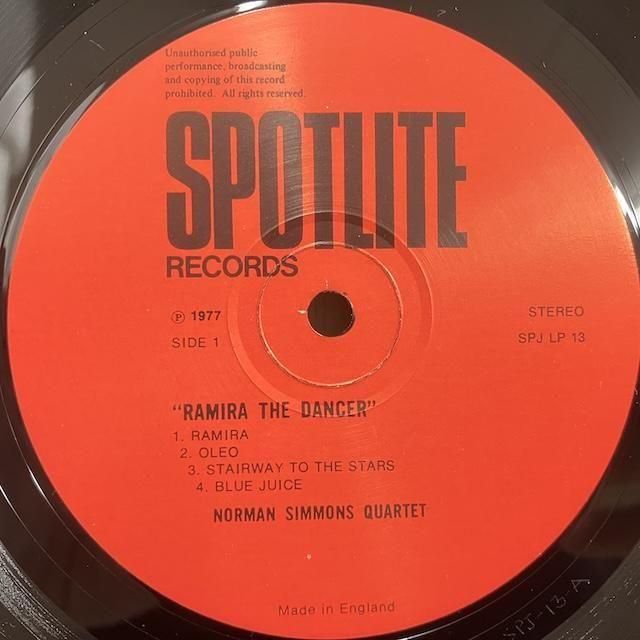 Unauthorised public
performance, broadcasting
and copying of this record
prohibited. All rights reserved.
SPOTLITE
RECORDS
℗ 1977
STEREO
SIDE 1
SPJ LP 13
"RAMIRA THE DANCER"
1. RAMIRA
2. OLEO
3. STAIRWAY TO THE STARS
4. BLUE JUICE
NORMAN SIMMONS QUARTET
Made in England
SPJ-13-A